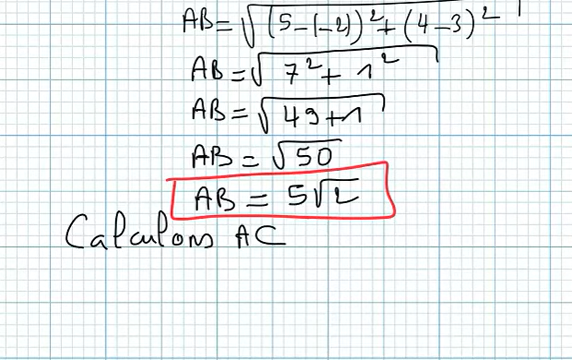 AB = √(5-(-2))² + (4-3)²
AB = √7² + 1²
AB = √49+1
AB = √50
AB = 5√2
Calculons AC